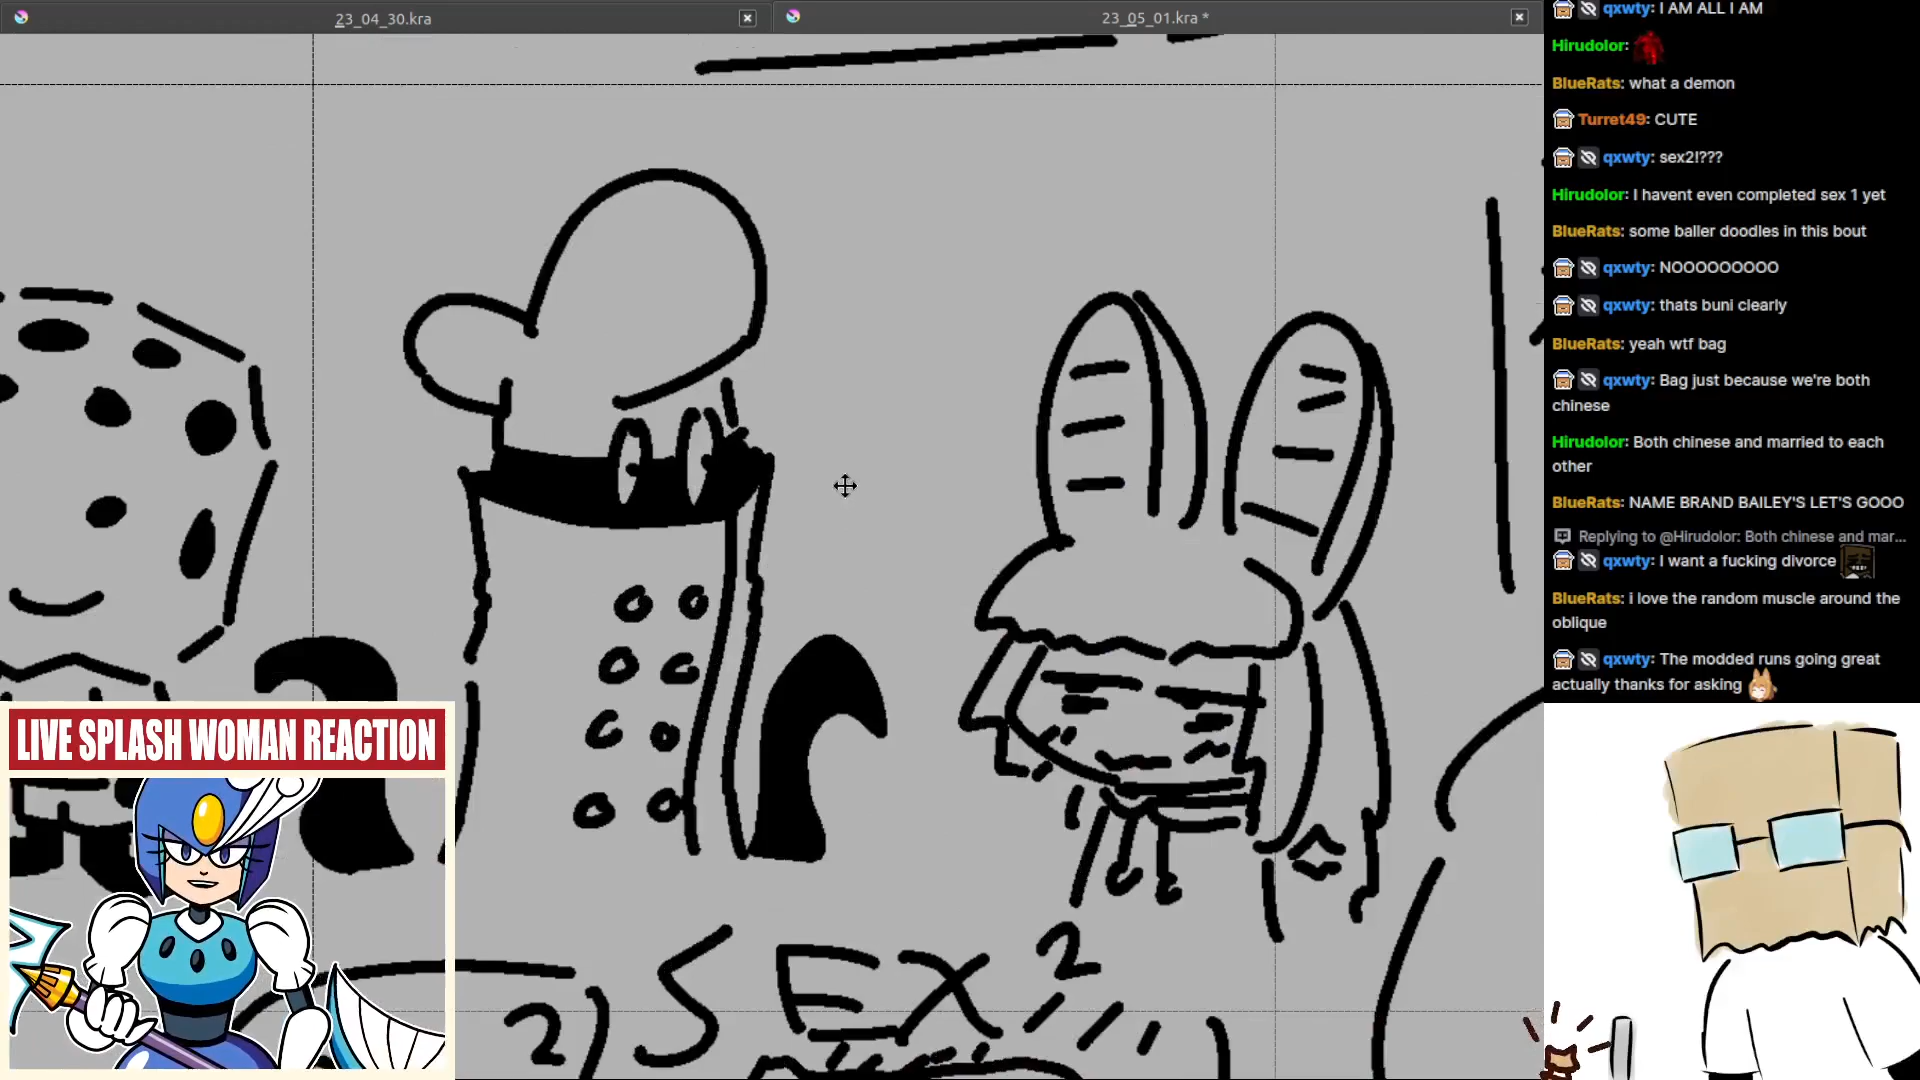 23_04_30.kra
23_05_01.kra *
qxwty: I AM ALL I AM
Hirudolor:
BlueRats: what a demon
Turret49: CUTE
qxwty: sex2!???
Hirudolor: I havent even completed sex 1 yet
BlueRats: some baller doodles in this bout
qxwty: NOOOOOOOOO
qxwty: thats buni clearly
BlueRats: yeah wtf bag
qxwty: Bag just because we're both
chinese
Hirudolor: Both chinese and married to each
other
BlueRats: NAME BRAND BAILEY'S LET'S GOOO
Replying to @Hirudolor: Both chinese and mar...
qxwty: I want a fucking divorce
BlueRats: i love the random muscle around the
oblique
qxwty: The modded runs going great
actually thanks for asking
LIVE SPLASH WOMAN REACTION
2) SEX 2